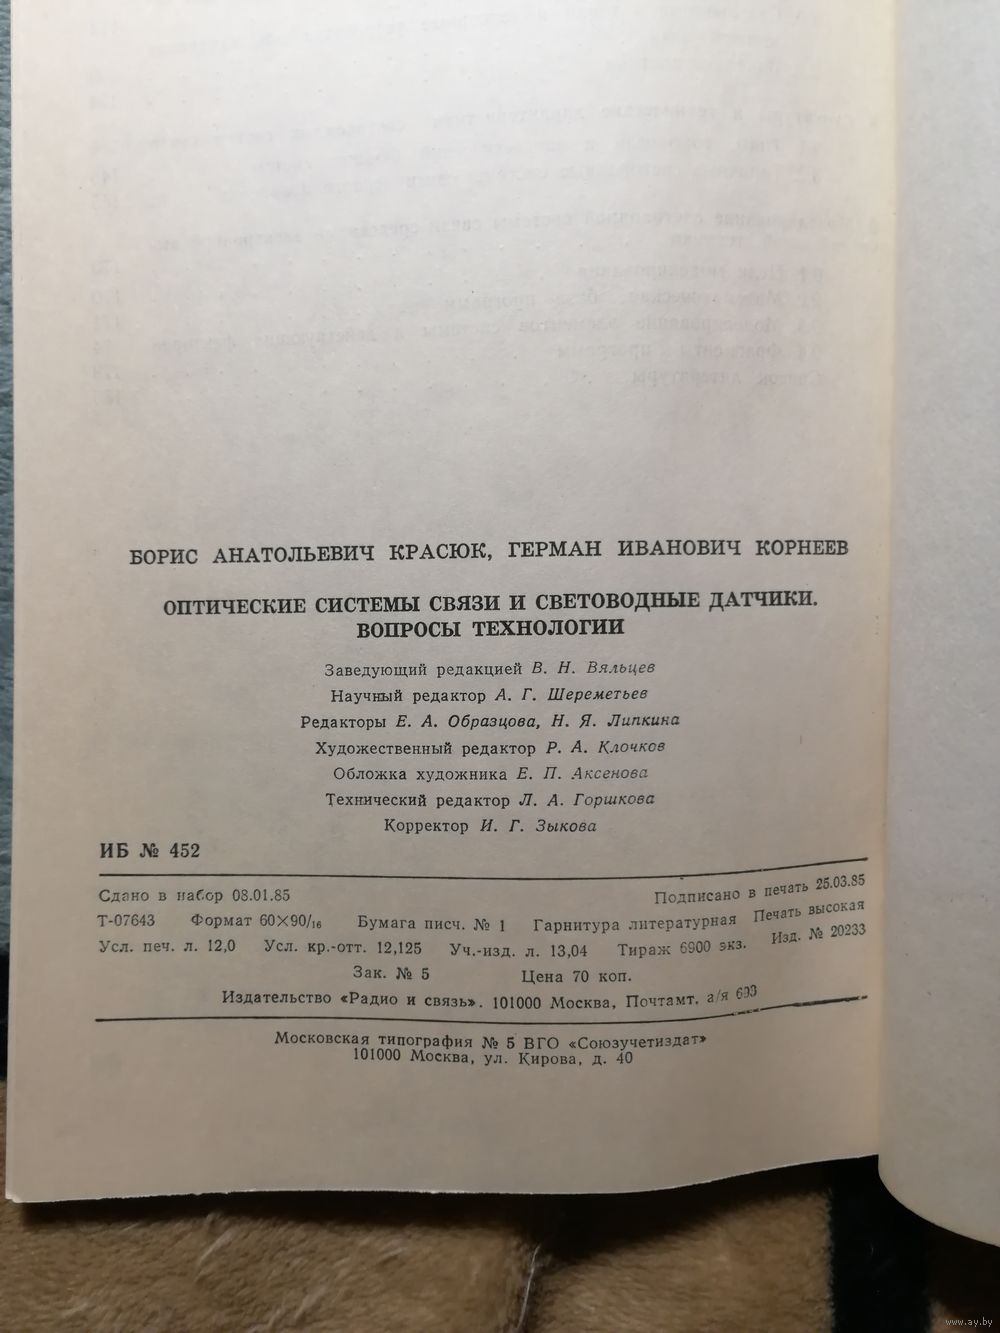 БОРИС АНАТОЛЬЕВИЧ КРАСЮК, ГЕРМАН ИВАНОВИЧ КОРНЕЕВ
ОПТИЧЕСКИЕ СИСТЕМЫ СВЯЗИ И СВЕТОВОДНЫЕ ДАТЧИКИ.
ВОПРОСЫ ТЕХНОЛОГИИ
Заведующий редакцией В. Н. Вяльцев
Научный редактор А. Г. Шереметьев
Редакторы Е. А. Образцова, Н. Я. Липкина
Художественный редактор Р. А. Клочков
Обложка художника Е. П. Аксенова
Технический редактор Л. А. Горшкова
Корректор И. Г. Зыкова
ИБ № 452
Сдано в набор 08.01.85 Подписано в печать 25.03.85
Т-07643 Формат 60×90/16 Бумага писч. № 1 Гарнитура литературная Печать высокая
Усл. печ. л. 12,0 Усл. кр.-отт. 12,125 Уч.-изд. л. 13,04 Тираж 6900 экз. Изд. № 20233
Зак. № 5 Цена 70 коп.
Издательство «Радио и связь». 101000 Москва, Почтамт, а/я 693
Московская типография № 5 ВГО «Союзучетиздат»
101000 Москва, ул. Кирова, д. 40
www.ay.by